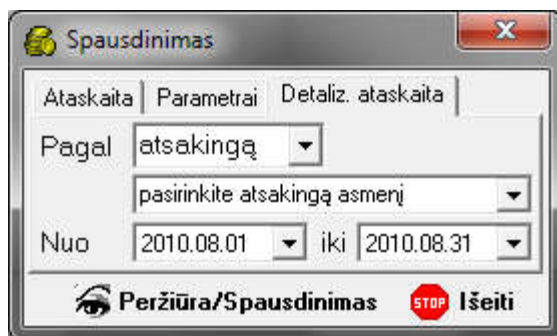 Spausdinimas
Ataskaita Parametrai Detaliz. ataskaita
Pagal atsakingą
pasirinkite atsakingą asmenį
Nuo 2010.08.01 iki 2010.08.31
Peržiūra/Spausdinimas STOP Išeiti